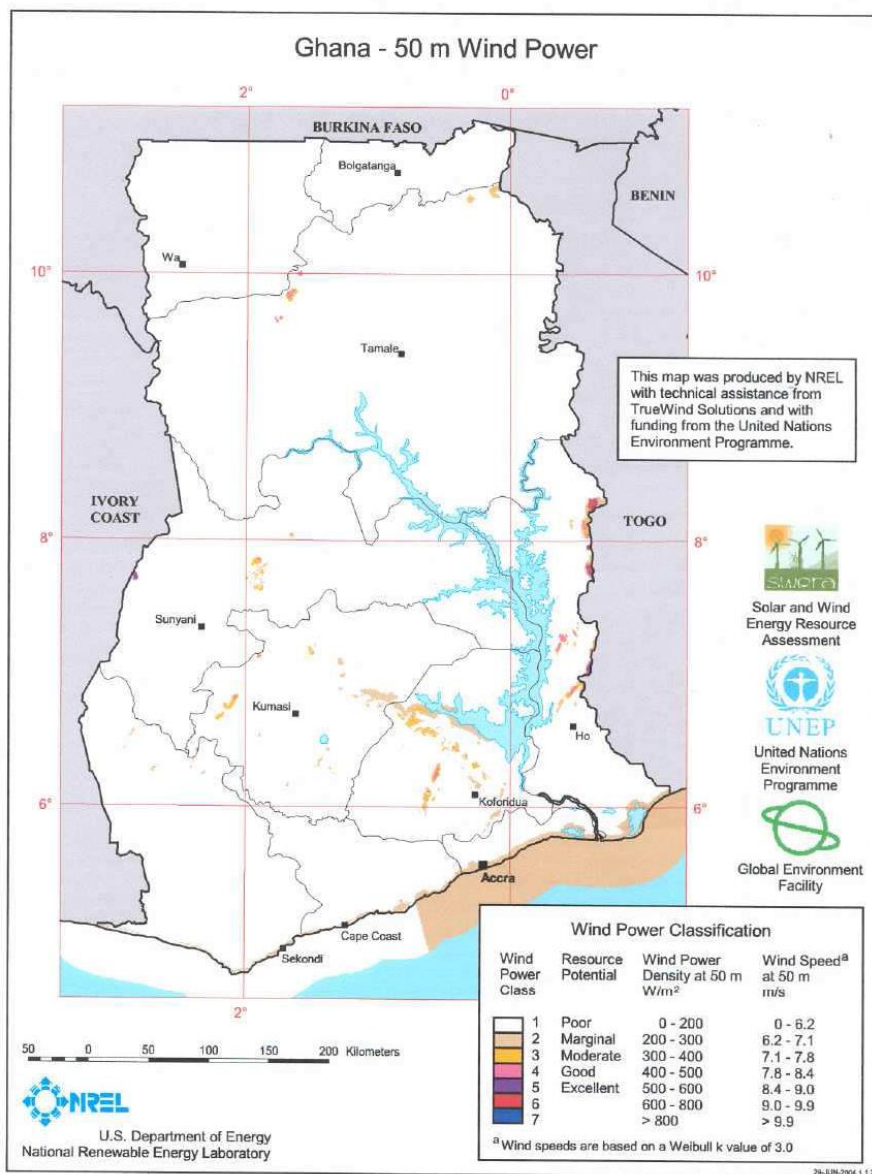 Ghana - 50 m Wind Power
2°
0°
BURKINA FASO
Bolgatanga
BENIN
Wa
10°
10°
Tamale
This map was produced by NREL
with technical assistance from
TrueWind Solutions and with
funding from the United Nations
Environment Programme.
IVORY
COAST
TOGO
8°
8°
swera
Solar and Wind
Energy Resource
Assessment
Sunyani
Kumasi
Ho
UNEP
United Nations
Environment
Programme
6°
Koforidua
6°
Accra
Global Environment
Facility
Cape Coast
Sekondi
2°
Wind Power Classification
Wind Power Class Resource Potential Wind Power Density at 50 m W/m² Wind Speed a at 50 m m/s
1 Poor 0 - 200 0 - 6.2
2 Marginal 200 - 300 6.2 - 7.1
3 Moderate 300 - 400 7.1 - 7.8
4 Good 400 - 500 7.8 - 8.4
5 Excellent 500 - 600 8.4 - 9.0
6 600 - 800 9.0 - 9.9
7 > 800 > 9.9
a Wind speeds are based on a Weibull k value of 3.0
50 0 50 100 150 200 Kilometers
NREL
U.S. Department of Energy
National Renewable Energy Laboratory